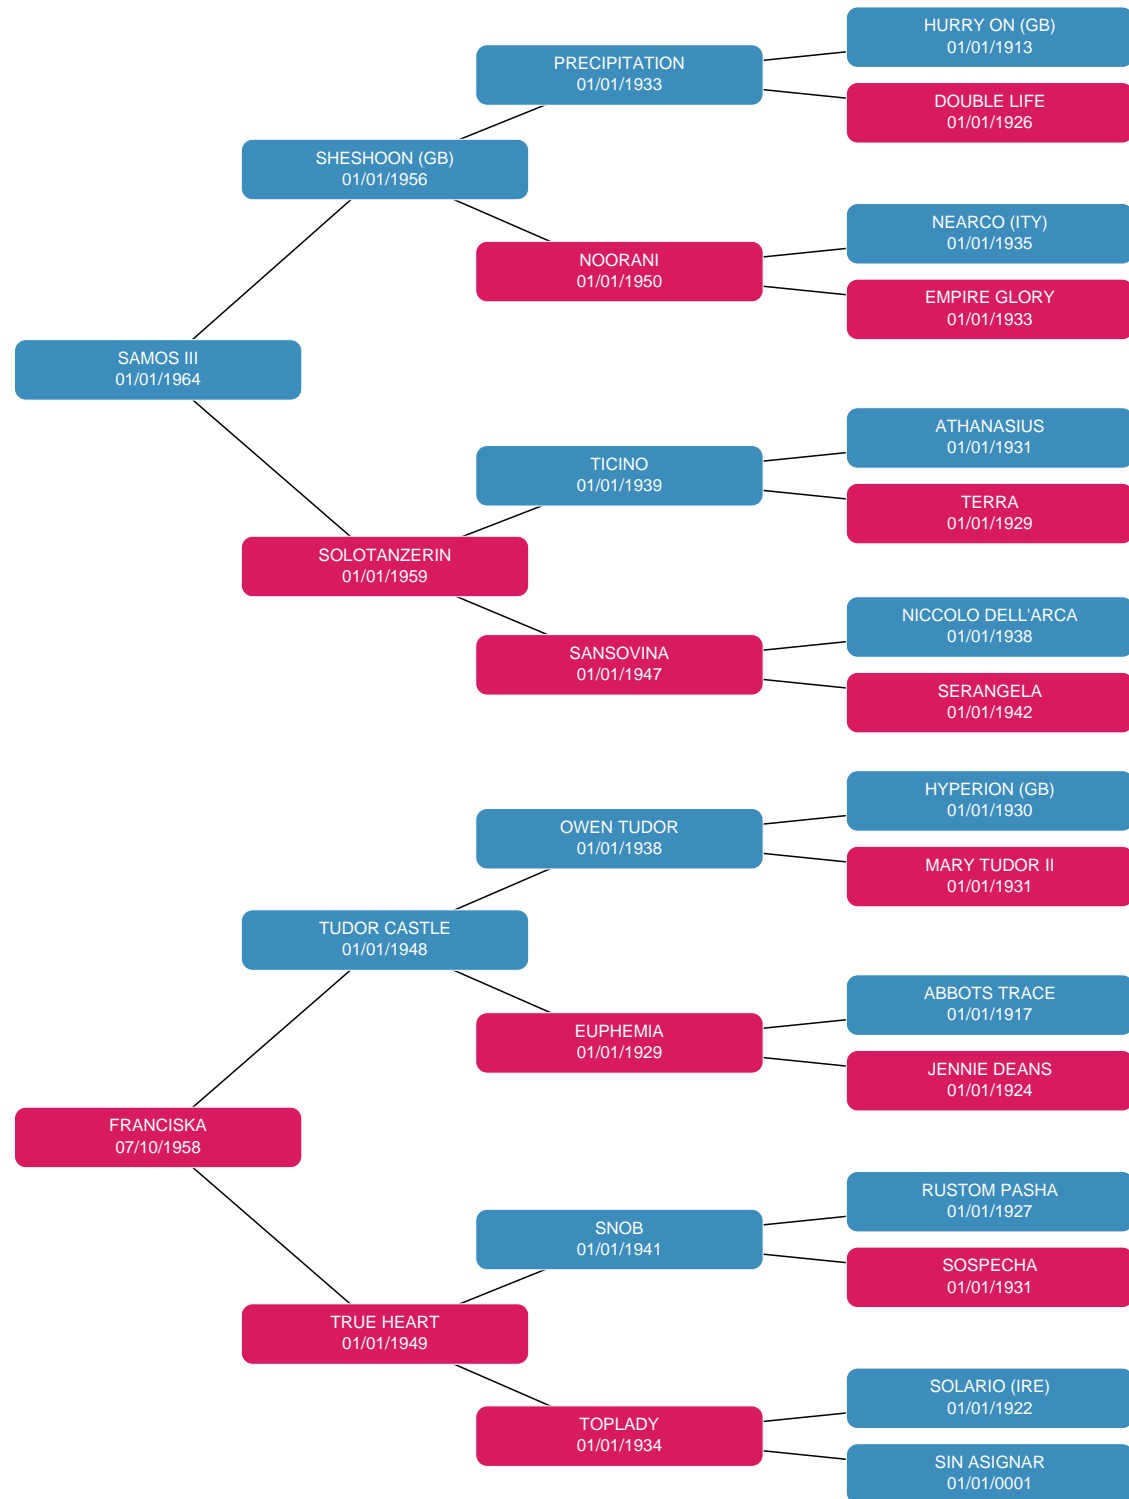 HURRY ON (GB)
01/01/1913
PRECIPITATION
01/01/1933
DOUBLE LIFE
01/01/1926
SHESHOON (GB)
01/01/1956
NEARCO (ITY)
01/01/1935
NOORANI
01/01/1950
EMPIRE GLORY
01/01/1933
SAMOS III
01/01/1964
ATHANASIUS
01/01/1931
TICINO
01/01/1939
TERRA
01/01/1929
SOLOTANZERIN
01/01/1959
NICCOLO DELL'ARCA
01/01/1938
SANSOVINA
01/01/1947
SERANGELA
01/01/1942
HYPERION (GB)
01/01/1930
OWEN TUDOR
01/01/1938
MARY TUDOR II
01/01/1931
TUDOR CASTLE
01/01/1948
ABBOTS TRACE
01/01/1917
EUPHEMIA
01/01/1929
JENNIE DEANS
01/01/1924
FRANCISKA
07/10/1958
RUSTOM PASHA
01/01/1927
SNOB
01/01/1941
SOSPECHA
01/01/1931
TRUE HEART
01/01/1949
SOLARIO (IRE)
01/01/1922
TOPLADY
01/01/1934
SIN ASIGNAR
01/01/0001